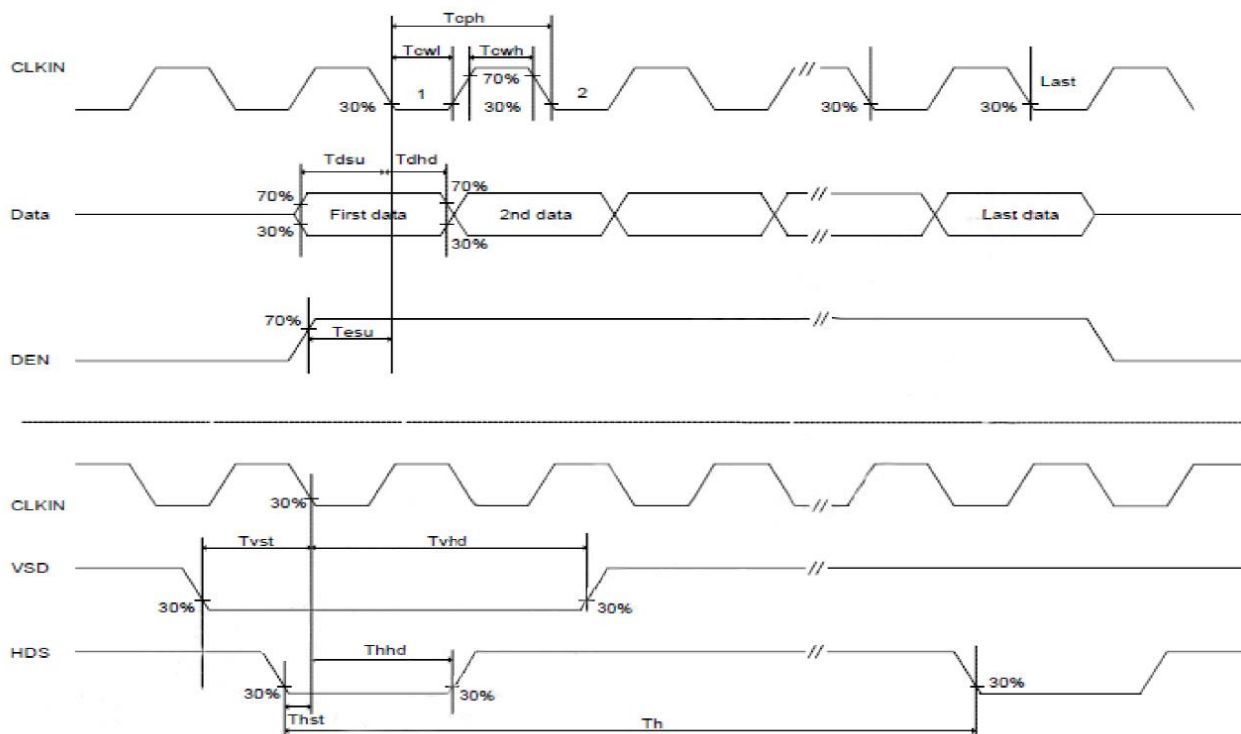 Tcph
Tcwl Tcwh
CLKIN 70% // Last
30% 1 30% 2 30% 30%
Tdsu Tdhd
70% 70% //
Data First data 2nd data Last data
30% 30% //
70% //
Tesu
DEN
CLKIN 30% //
Tvst Tvhd
VSD //
30% 30%
HDS Thhd //
30% 30% 30%
Thst Th